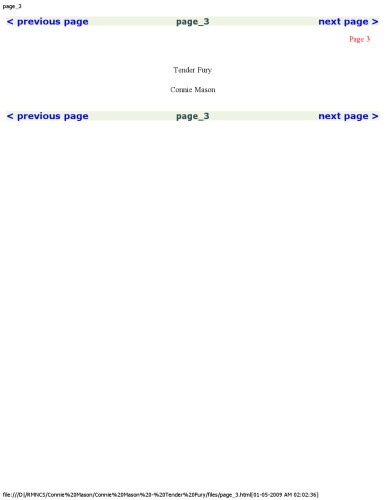 page_3
< previous page page_3 next page >
Page 3
Tender Fury
Connie Mason
< previous page page_3 next page >
file:///D|/RMNCS/Connie%20Mason/Connie%20Mason%20-%20Tender%20Fury/files/page_3.html[01-05-2009 AM 02:02:36]